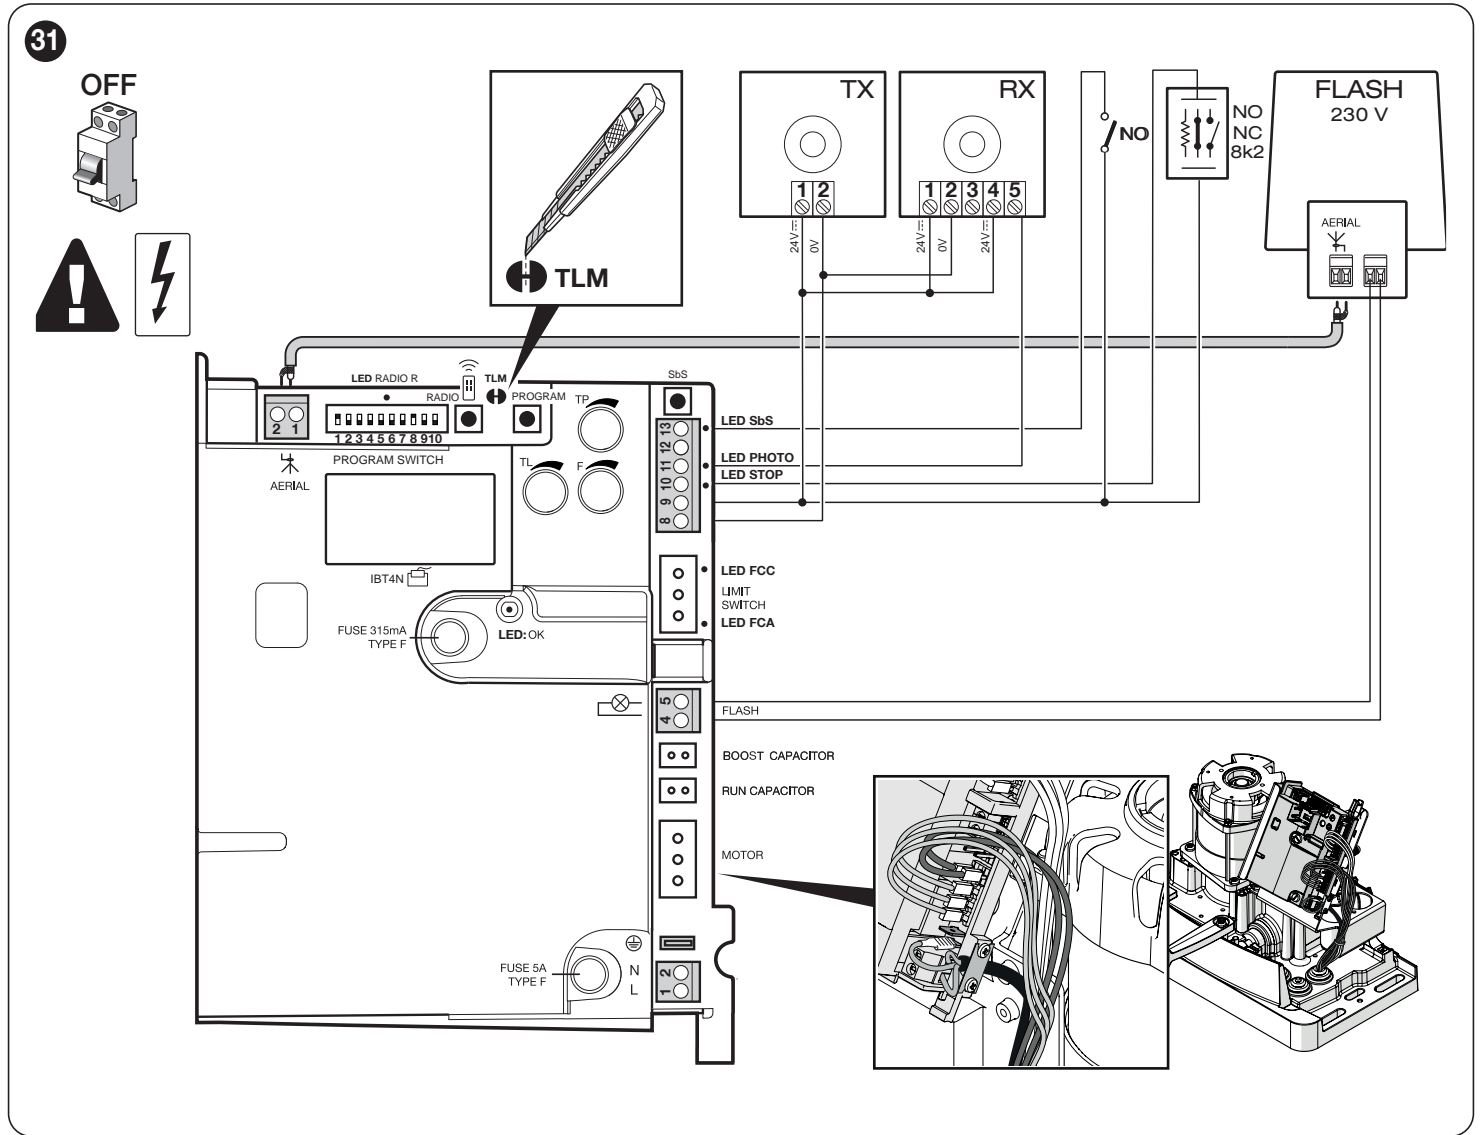 31
OFF
TLM
TX
1 2
24V
0V
RX
1 2 3 4 5
24V
0V
24V
NO
NO
NC
8k2
FLASH
230 V
AERIAL
LED RADIO R
RADIO
TLM
PROGRAM
TP
SbS
2 1
1 2 3 4 5 6 7 8 9 10
PROGRAM SWITCH
AERIAL
TL
F
13
12
11
10
9
8
LED SbS
LED PHOTO
LED STOP
IBT4N
LED FCC
LIMIT
SWITCH
LED FCA
FUSE 315mA
TYPE F
LED: OK
5
4
FLASH
BOOST CAPACITOR
RUN CAPACITOR
MOTOR
FUSE 5A
TYPE F
N
L
2
1